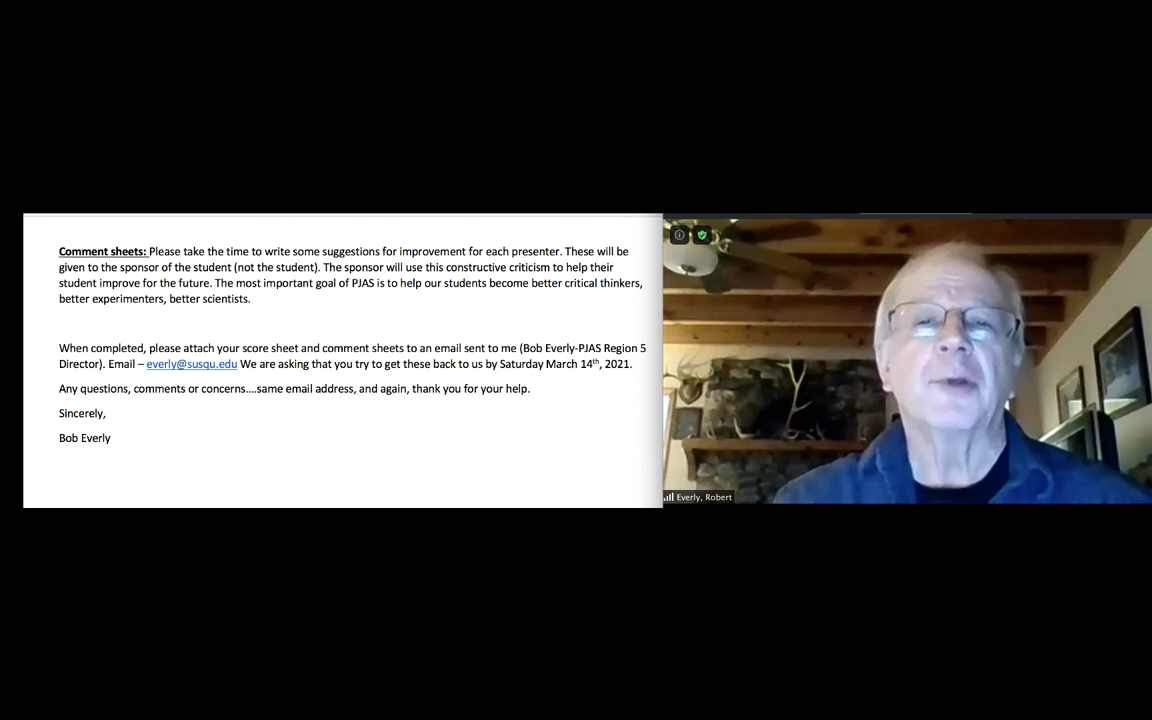 Comment sheets: Please take the time to write some suggestions for improvement for each presenter. These will be
given to the sponsor of the student (not the student). The sponsor will use this constructive criticism to help their
student improve for the future. The most important goal of PJAS is to help our students become better critical thinkers,
better experimenters, better scientists.
When completed, please attach your score sheet and comment sheets to an email sent to me (Bob Everly-PJAS Region 5
Director). Email – everly@susqu.edu We are asking that you try to get these back to us by Saturday March 14th, 2021.
Any questions, comments or concerns....same email address, and again, thank you for your help.
Sincerely,
Bob Everly
Everly, Robert